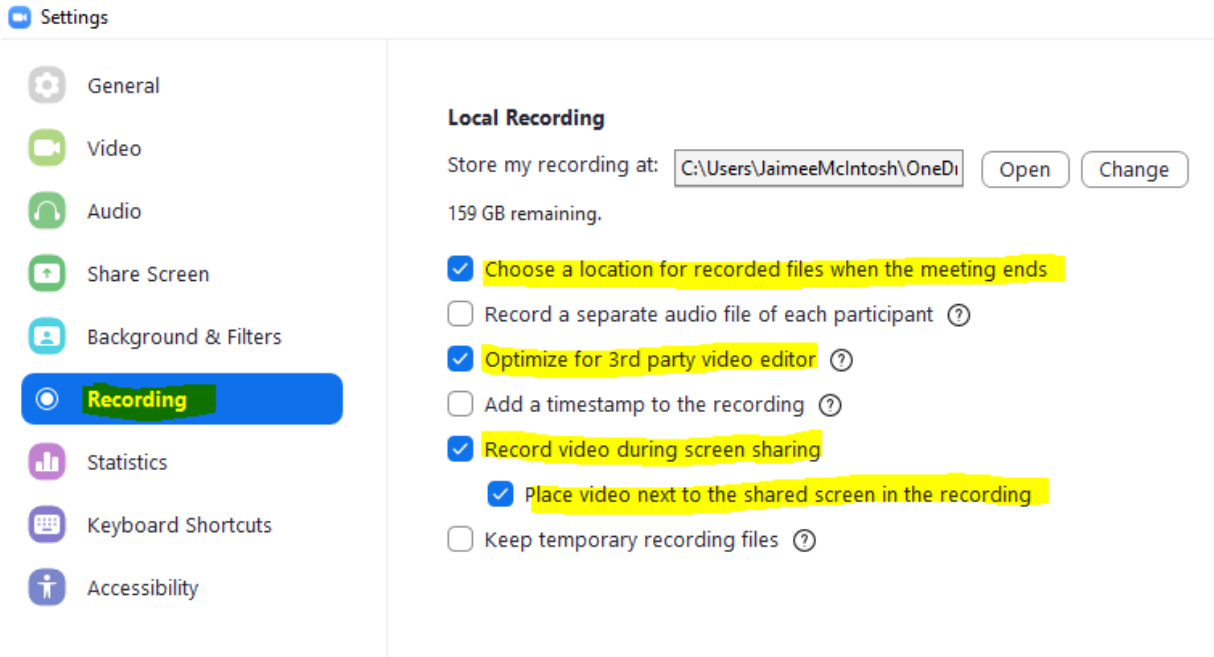 Settings
General
Video
Audio
Share Screen
Background & Filters
Recording
Statistics
Keyboard Shortcuts
Accessibility
Local Recording
Store my recording at: C:\Users\JaimeeMcIntosh\OneDr Open Change
159 GB remaining.
Choose a location for recorded files when the meeting ends
Record a separate audio file of each participant ?
Optimize for 3rd party video editor ?
Add a timestamp to the recording ?
Record video during screen sharing
Place video next to the shared screen in the recording
Keep temporary recording files ?